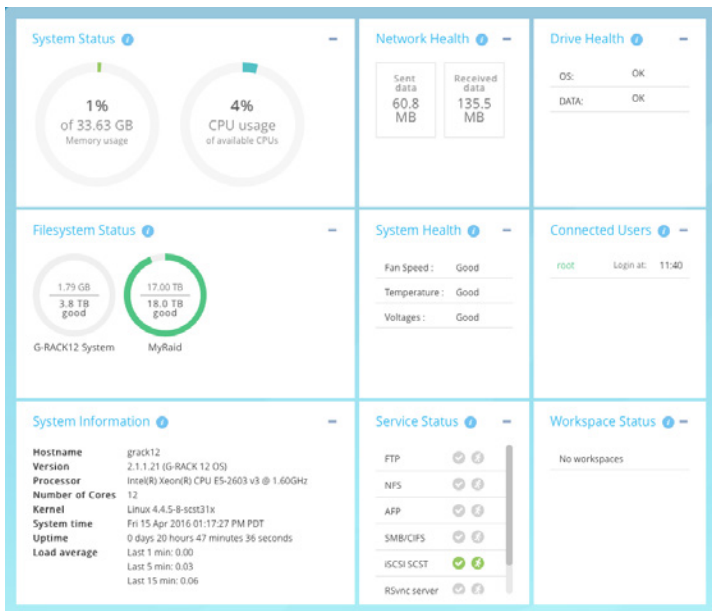 System Status
1%
of 33.63 GB
Memory usage
4%
CPU usage
of available CPUs
Network Health
Sent
data
60.8
MB
Received
data
135.5
MB
Drive Health
OS: OK
DATA: OK
Filesystem Status
1.79 GB
3.8 TB
good
G-RACK12 System
17.00 TB
18.0 TB
good
MyRaid
System Health
Fan Speed : Good
Temperature : Good
Voltages : Good
Connected Users
root Login at: 11:40
System Information
Hostname grack12
Version 2.1.1.21 (G-RACK 12 OS)
Processor Intel(R) Xeon(R) CPU E5-2603 v3 @ 1.60GHz
Number of Cores 12
Kernel Linux 4.4.5-8-scst31x
System time Fri 15 Apr 2016 01:17:27 PM PDT
Uptime 0 days 20 hours 47 minutes 36 seconds
Load average Last 1 min: 0.00
Last 5 min: 0.03
Last 15 min: 0.06
Service Status
FTP
NFS
AFP
SMB/CIFS
iSCSI SCST
RSync server
Workspace Status
No workspaces